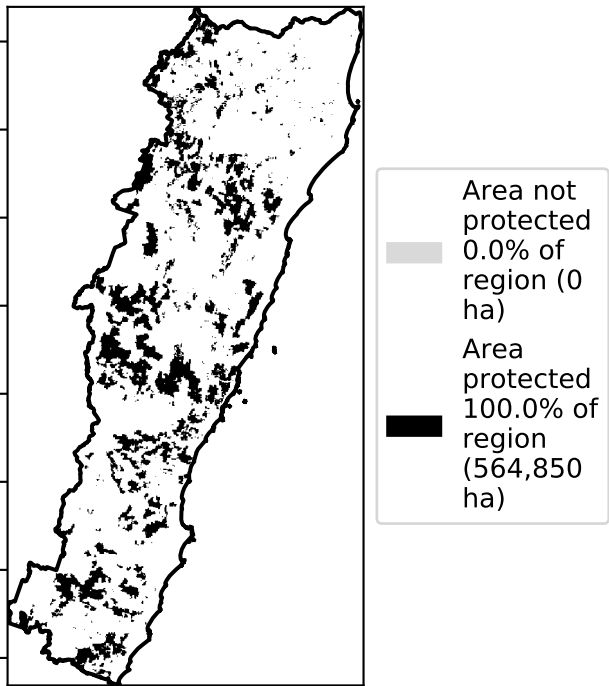 Area not
protected
0.0% of
region (0
ha)
Area
protected
100.0% of
region
(564,850
ha)